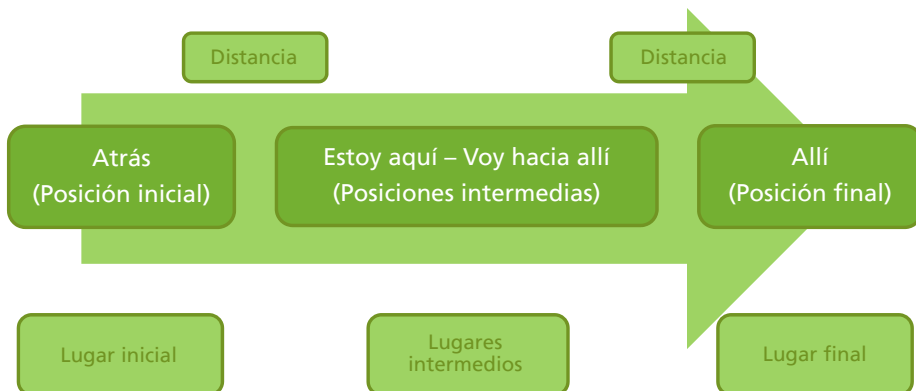 Distancia
Distancia
Atrás
(Posición inicial)
Estoy aquí – Voy hacia allí
(Posiciones intermedias)
Allí
(Posición final)
Lugar inicial
Lugares
intermedios
Lugar final